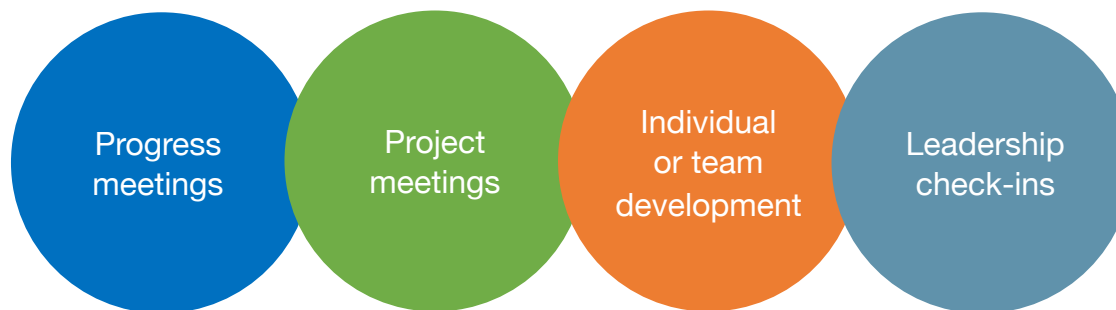 Progress
meetings
Project
meetings
Individual
or team
development
Leadership
check-ins